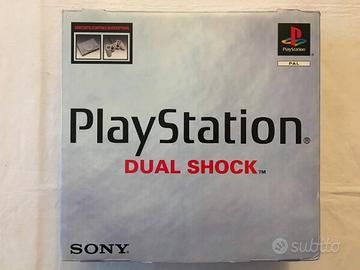 PlayStation
PAL
PlayStation®
DUAL SHOCK™
SONY
subito